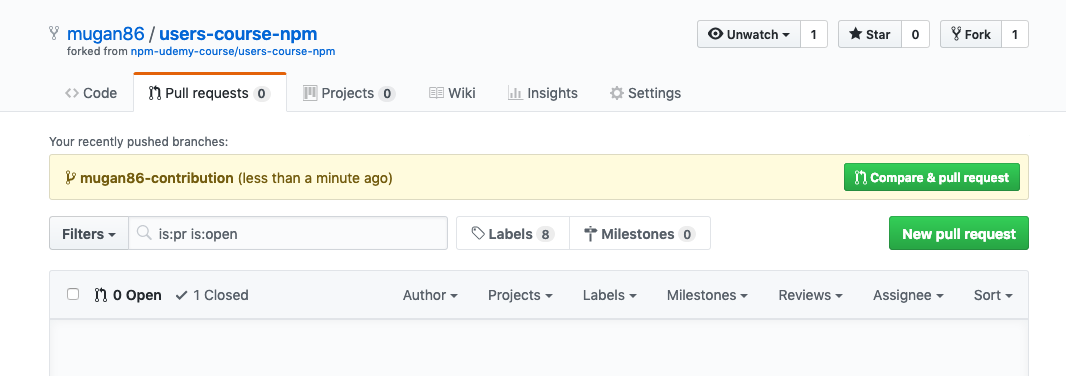 mugan86 / users-course-npm
forked from npm-udemy-course/users-course-npm
Unwatch 1 Star 0 Fork 1
Code Pull requests 0 Projects 0 Wiki Insights Settings
Your recently pushed branches:
mugan86-contribution (less than a minute ago) Compare & pull request
Filters is:pr is:open Labels 8 Milestones 0 New pull request
0 Open 1 Closed Author Projects Labels Milestones Reviews Assignee Sort